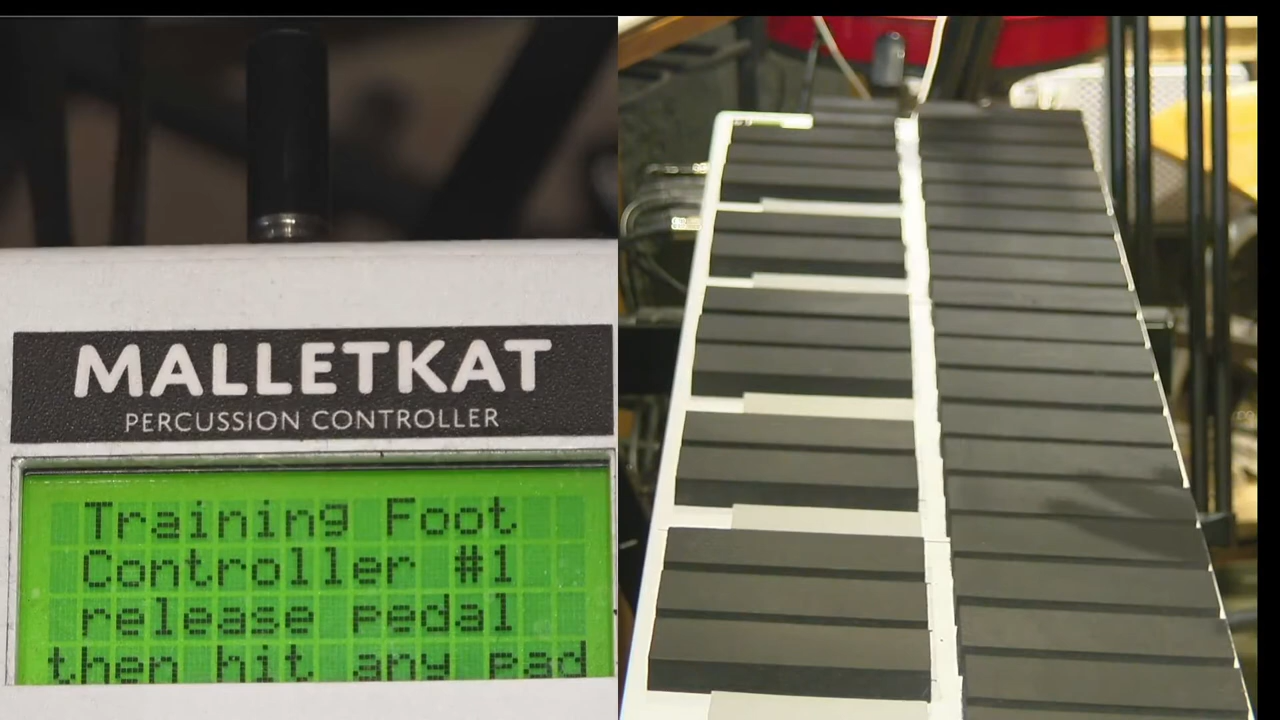 MALLETKAT
PERCUSSION CONTROLLER
Training Foot
Controller #1
release pedal
then hit any pad